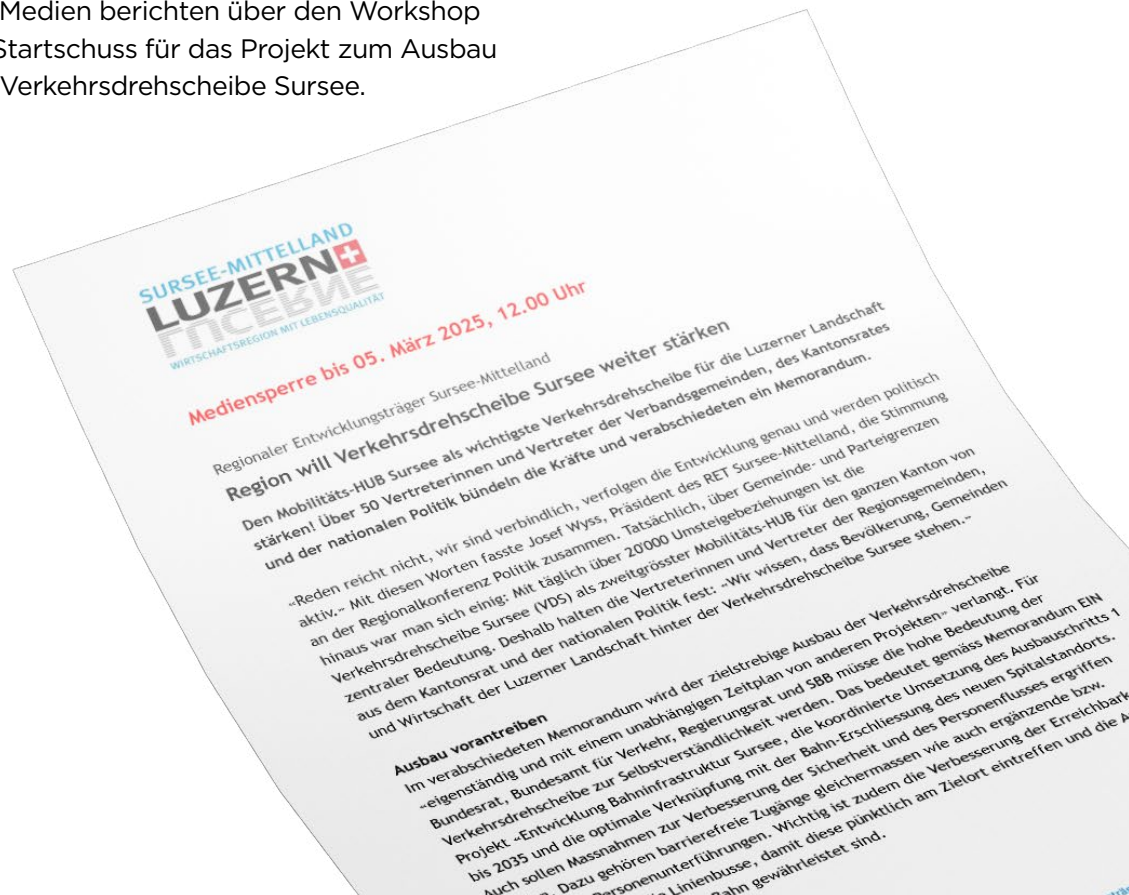 Medien berichten über den Workshop
Startschuss für das Projekt zum Ausbau
Verkehrsdrehscheibe Sursee.
SURSEE-MITTELLAND
LUZERN
LUCERNE
WIRTSCHAFTSREGION MIT LEBENSQUALITÄT
Mediensperre bis 05. März 2025, 12.00 Uhr
Regionaler Entwicklungsträger Sursee-Mittelland
Region will Verkehrsdrehscheibe Sursee weiter stärken
Den Mobilitäts-HUB Sursee als wichtigste Verkehrsdrehscheibe für die Luzerner Landschaft
stärken! Über 50 Vertreterinnen und Vertreter der Verbandsgemeinden, des Kantonsrates
und der nationalen Politik bündeln die Kräfte und verabschiedeten ein Memorandum.
«Reden reicht nicht, wir sind verbindlich, verfolgen die Entwicklung genau und werden politisch
aktiv.» Mit diesen Worten fasste Josef Wyss, Präsident des RET Sursee-Mittelland, die Stimmung
an der Regionalkonferenz Politik zusammen. Tatsächlich, über Gemeinde- und Parteigrenzen
hinaus war man sich einig: Mit täglich über 20'000 Umsteigebeziehungen ist die
Verkehrsdrehscheibe Sursee (VDS) als zweitgrösster Mobilitäts-HUB für den ganzen Kanton von
zentraler Bedeutung. Deshalb halten die Vertreterinnen und Vertreter der Regionsgemeinden,
aus dem Kantonsrat und der nationalen Politik fest: «Wir wissen, dass Bevölkerung, Gemeinden
und Wirtschaft der Luzerner Landschaft hinter der Verkehrsdrehscheibe Sursee stehen.»
Ausbau vorantreiben
Im verabschiedeten Memorandum wird der zielstrebige Ausbau der Verkehrsdrehscheibe
«eigenständig und mit einem unabhängigen Zeitplan von anderen Projekten» verlangt. Für
Bundesrat, Bundesamt für Verkehr, Regierungsrat und SBB müsse die hohe Bedeutung der
Verkehrsdrehscheibe zur Selbstverständlichkeit werden. Das bedeutet gemäss Memorandum EIN
Projekt «Entwicklung Bahninfrastruktur Sursee, die koordinierte Umsetzung des Ausbauschritts 1
bis 2035 und die optimale Verknüpfung mit der Bahn-Erschliessung des neuen Spitalstandorts.
Auch sollen Massnahmen zur Verbesserung der Sicherheit und des Personenflusses ergriffen
Dazu gehören barrierefreie Zugänge gleichermassen wie auch ergänzende bzw.
Personenunterführungen. Wichtig ist zudem die Verbesserung der Erreichbark
Linienbusse, damit diese pünktlich am Zielort eintreffen und die A
Bahn gewährleistet sind.